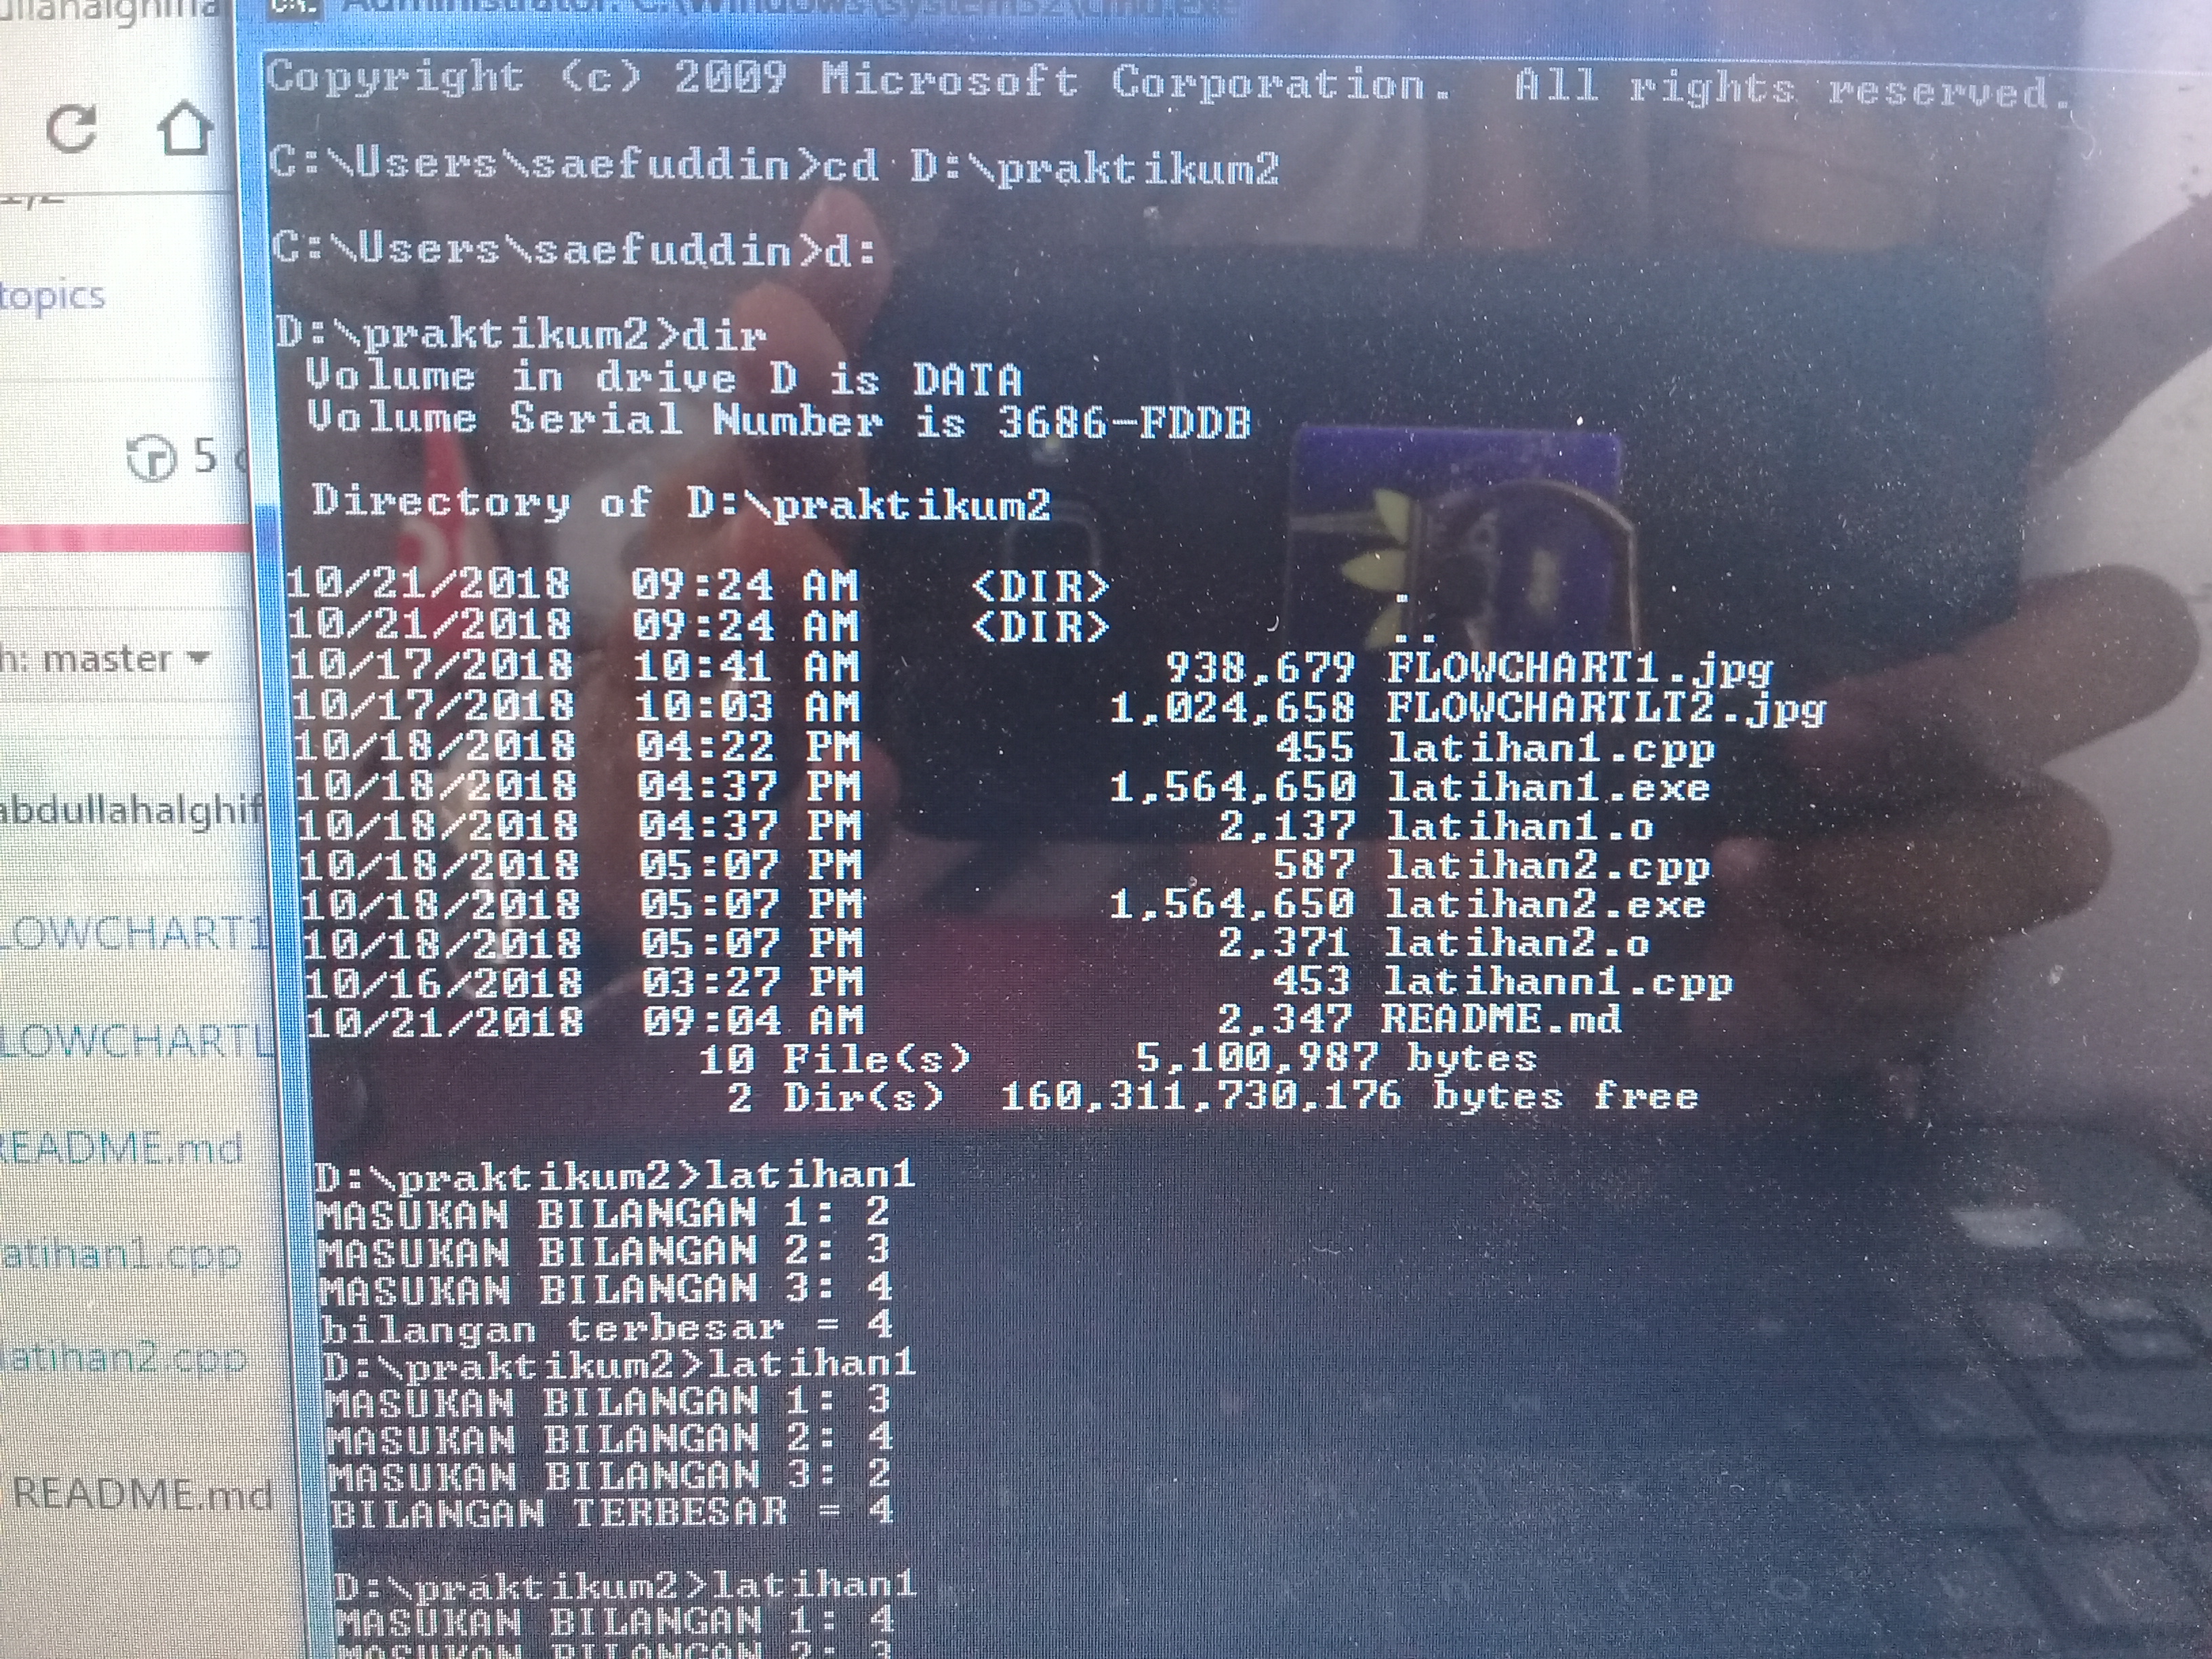 Administrator: C:\Windows\system32\cmd.exe
Copyright (c) 2009 Microsoft Corporation.  All rights reserved.
C:\Users\saefuddin>cd D:\praktikum2
C:\Users\saefuddin>d:
D:\praktikum2>dir
Volume in drive D is DATA
Volume Serial Number is 3686-FDDB
Directory of D:\praktikum2
10/21/2018 09:24 AM <DIR> .
10/21/2018 09:24 AM <DIR> ..
10/17/2018 10:41 AM 938,679 FLOWCHART1.jpg
10/17/2018 10:03 AM 1,024,658 FLOWCHARTLT2.jpg
10/18/2018 04:22 PM 455 latihan1.cpp
10/18/2018 04:37 PM 1,564,650 latihan1.exe
10/18/2018 04:37 PM 2,137 latihan1.o
10/18/2018 05:07 PM 587 latihan2.cpp
10/18/2018 05:07 PM 1,564,650 latihan2.exe
10/18/2018 05:07 PM 2,371 latihan2.o
10/16/2018 03:27 PM 453 latihann1.cpp
10/21/2018 09:04 AM 2,347 README.md
10 File(s) 5,100,987 bytes
2 Dir(s) 160,311,730,176 bytes free
D:\praktikum2>latihan1
MASUKAN BILANGAN 1: 2
MASUKAN BILANGAN 2: 3
MASUKAN BILANGAN 3: 4
bilangan terbesar = 4
D:\praktikum2>latihan1
MASUKAN BILANGAN 1: 3
MASUKAN BILANGAN 2: 4
MASUKAN BILANGAN 3: 2
BILANGAN TERBESAR = 4
D:\praktikum2>latihan1
MASUKAN BILANGAN 1: 4
MASUKAN BILANGAN 2: 3
topics
5
h: master
abdullahalghif
LOWCHART1
LOWCHARTL
README.md
atihan1.cpp
latihan2.cpp
README.md